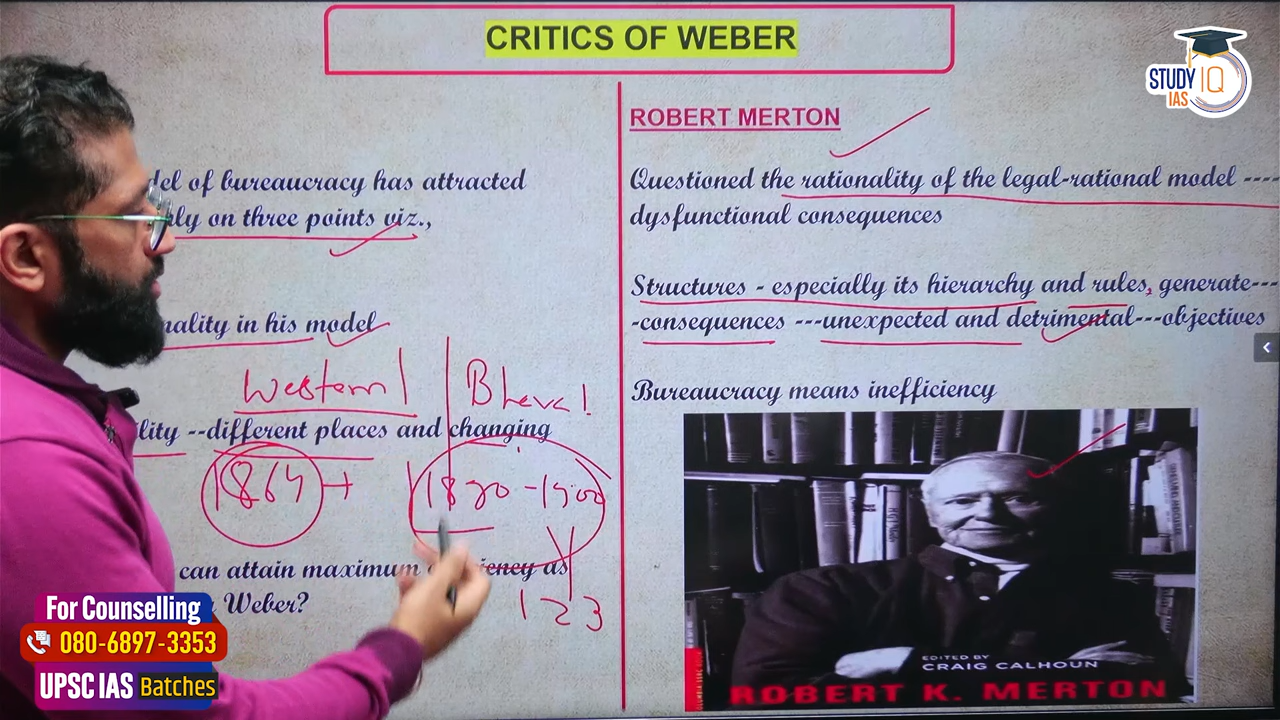 CRITICS OF WEBER
STUDY IQ
IAS
del of bureaucracy has attracted
nly on three points viz.,
nality in his model
Western
Bureau
lity --different places and changing
1864 +
1890-1900
can attain maximum as
Weber?
1 2 3
ROBERT MERTON
Questioned the rationality of the legal-rational model ----
dysfunctional consequences
Structures - especially its hierarchy and rules, generate---
-consequences ---unexpected and detrimental---objectives
Bureaucracy means inefficiency
EDITED BY
CRAIG CALHOUN
ROBERT K. MERTON
For Counselling
080-6897-3353
UPSC IAS Batches